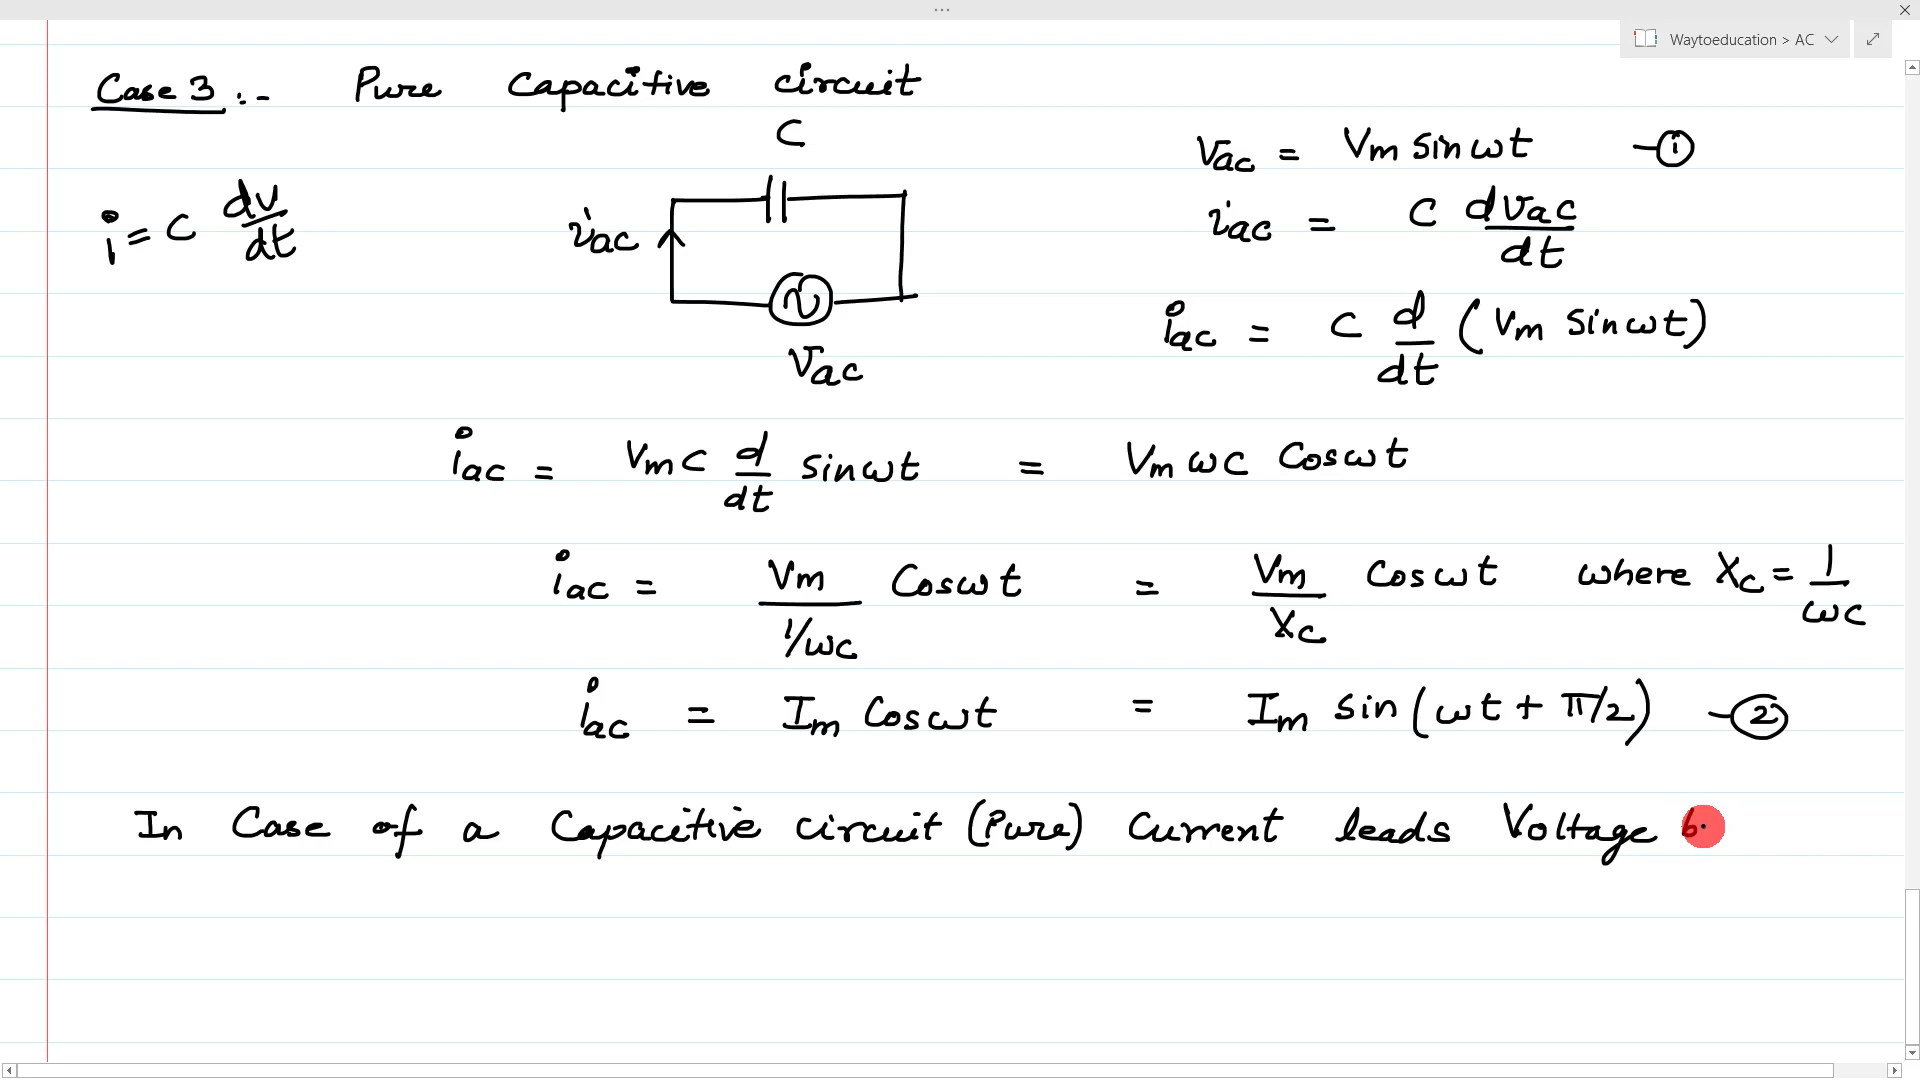 Waytoeducation > AC
Case 3 :- Pure Capacitive circuit
C
Vac = Vm sinωt —①
i = C dv/dt
iac
iac = C dVac/dt
iac = C d/dt (Vm sinωt)
Vac
iac = VmC d/dt sinωt = VmωC Cosωt
iac = Vm/(1/ωC) Cosωt = Vm/Xc Cosωt where Xc = 1/ωC
iac = Im Cosωt = Im sin(ωt + π/2) —②
In Case of a Capacitive circuit (Pure) Current leads Voltage